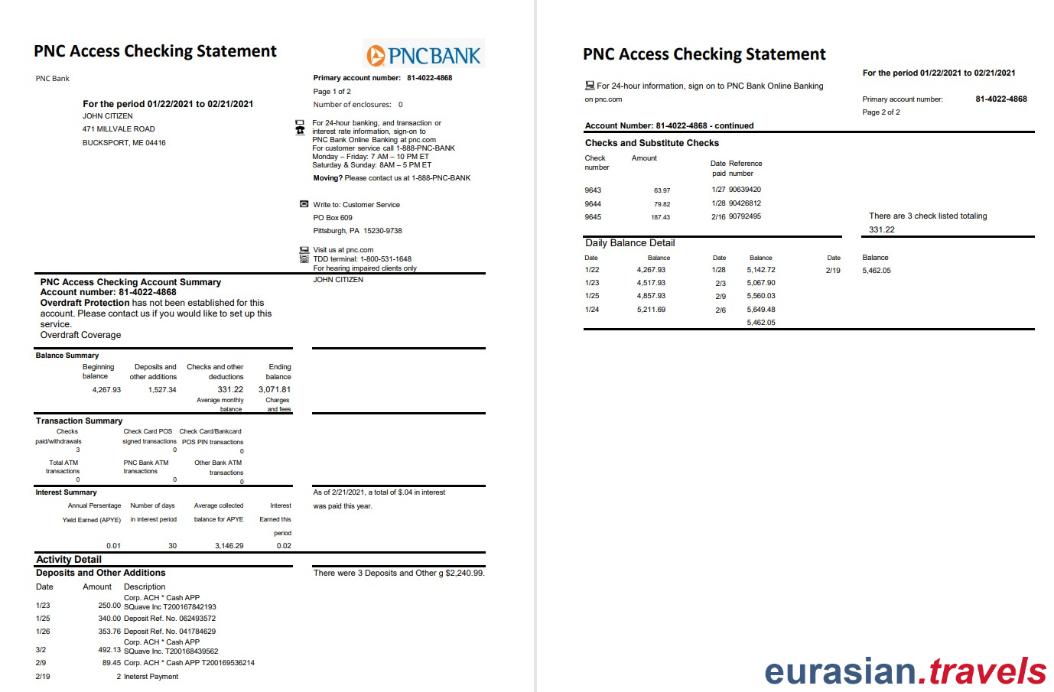 PNC Access Checking Statement
PNCBANK
PNC Bank
Primary account number: 81-4022-4868
Page 1 of 2
Number of enclosures: 0
For the period 01/22/2021 to 02/21/2021
JOHN CITIZEN
471 MILLVALE ROAD
BUCKSPORT, ME 04416
For 24-hour banking, and transaction or
interest rate information, sign-on to
PNC Bank Online Banking at pnc.com
For customer service call 1-888-PNC-BANK
Monday – Friday: 7 AM – 10 PM ET
Saturday & Sunday: 8AM – 5 PM ET
Moving? Please contact us at 1-888-PNC-BANK
Write to: Customer Service
PO Box 609
Pittsburgh, PA 15230-9738
Visit us at pnc.com
TDD terminal: 1-800-531-1648
For hearing impaired clients only
JOHN CITIZEN
PNC Access Checking Account Summary
Account number: 81-4022-4868
Overdraft Protection has not been established for this
account. Please contact us if you would like to set up this
service.
Overdraft Coverage
Balance Summary
Beginning balance Deposits and other additions Checks and other deductions Ending balance
4,267.93 1,527.34 331.22 3,071.81
Average monthly balance Charges and fees
Transaction Summary
Checks paid/withdrawals Check Card POS signed transactions Check Card/Bankcard POS PIN transactions
3 0 0
Total ATM transactions PNC Bank ATM transactions Other Bank ATM transactions
0 0 0
Interest Summary
As of 2/21/2021, a total of $.04 in interest
was paid this year.
Annual Percentage Yield Earned (APYE) Number of days in interest period Average collected balance for APYE Interest Earned this period
0.01 30 3,146.29 0.02
Activity Detail
Deposits and Other Additions
There were 3 Deposits and Other g $2,240.99.
Date Amount Description
1/23 250.00 Corp. ACH * Cash APP SQuave Inc T200167842193
1/25 340.00 Deposit Ref. No. 062493572
1/26 353.76 Deposit Ref. No. 041784629
3/2 492.13 Corp. ACH * Cash APP SQuave Inc. T200168439562
2/9 89.45 Corp. ACH * Cash APP T200169536214
2/19 2 Ineterst Payment
PNC Access Checking Statement
For the period 01/22/2021 to 02/21/2021
For 24-hour information, sign on to PNC Bank Online Banking
on pnc.com
Primary account number: 81-4022-4868
Page 2 of 2
Account Number: 81-4022-4868 - continued
Checks and Substitute Checks
Check number Amount Date paid Reference number
9643 63.97 1/27 90639420
9644 79.82 1/28 90426812
9645 187.43 2/16 90792495
There are 3 check listed totaling
331.22
Daily Balance Detail
Date Balance Date Balance Date Balance
1/22 4,267.93 1/28 5,142.72 2/19 5,462.05
1/23 4,517.93 2/3 5,067.90
1/25 4,857.93 2/9 5,560.03
1/24 5,211.69 2/6 5,649.48
5,462.05
eurasian.travels